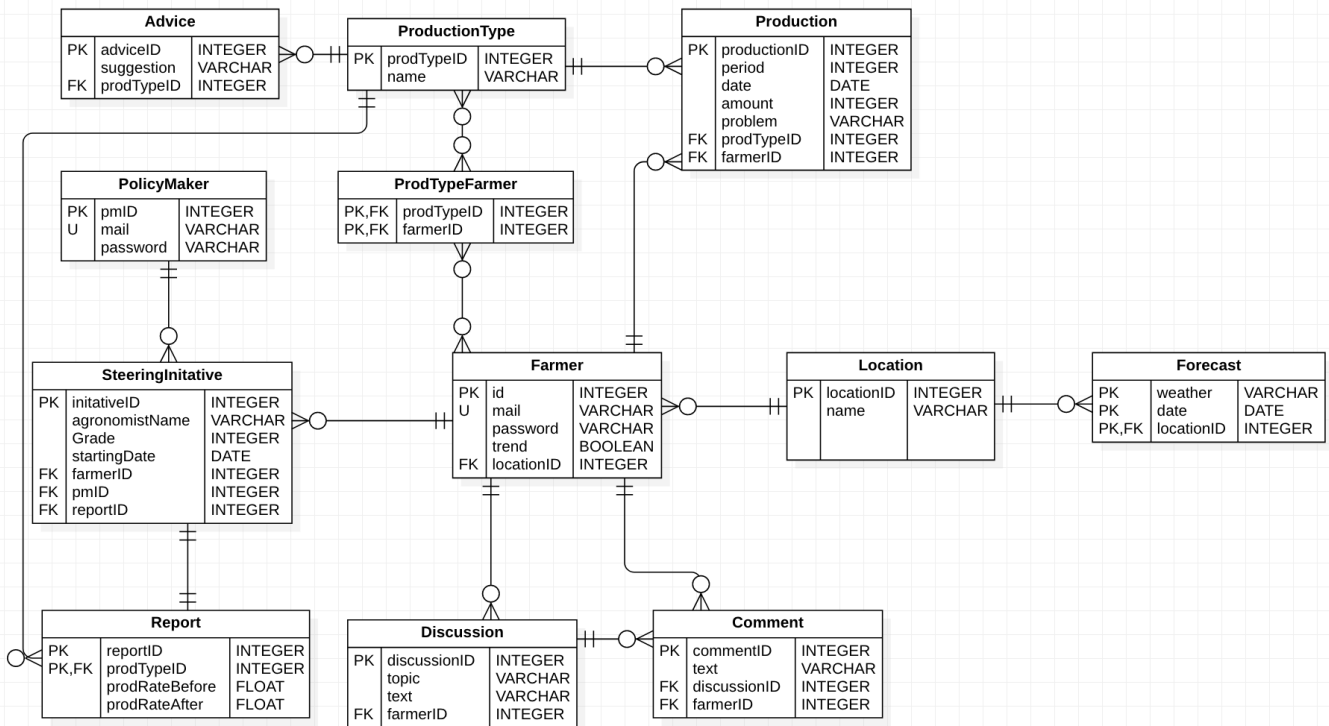 Advice
PK adviceID INTEGER
suggestion VARCHAR
FK prodTypeID INTEGER
ProductionType
PK prodTypeID INTEGER
name VARCHAR
Production
PK productionID INTEGER
period INTEGER
date DATE
amount INTEGER
problem VARCHAR
FK prodTypeID INTEGER
FK farmerID INTEGER
PolicyMaker
PK pmID INTEGER
U mail VARCHAR
password VARCHAR
ProdTypeFarmer
PK,FK prodTypeID INTEGER
PK,FK farmerID INTEGER
SteeringInitative
PK initativeID INTEGER
agronomistName VARCHAR
Grade INTEGER
startingDate DATE
FK farmerID INTEGER
FK pmID INTEGER
FK reportID INTEGER
Farmer
PK id INTEGER
U mail VARCHAR
password VARCHAR
trend BOOLEAN
FK locationID INTEGER
Location
PK locationID INTEGER
name VARCHAR
Forecast
PK weather VARCHAR
PK date DATE
PK,FK locationID INTEGER
Report
PK reportID INTEGER
PK,FK prodTypeID INTEGER
prodRateBefore FLOAT
prodRateAfter FLOAT
Discussion
PK discussionID INTEGER
topic VARCHAR
text VARCHAR
FK farmerID INTEGER
Comment
PK commentID INTEGER
text VARCHAR
FK discussionID INTEGER
FK farmerID INTEGER